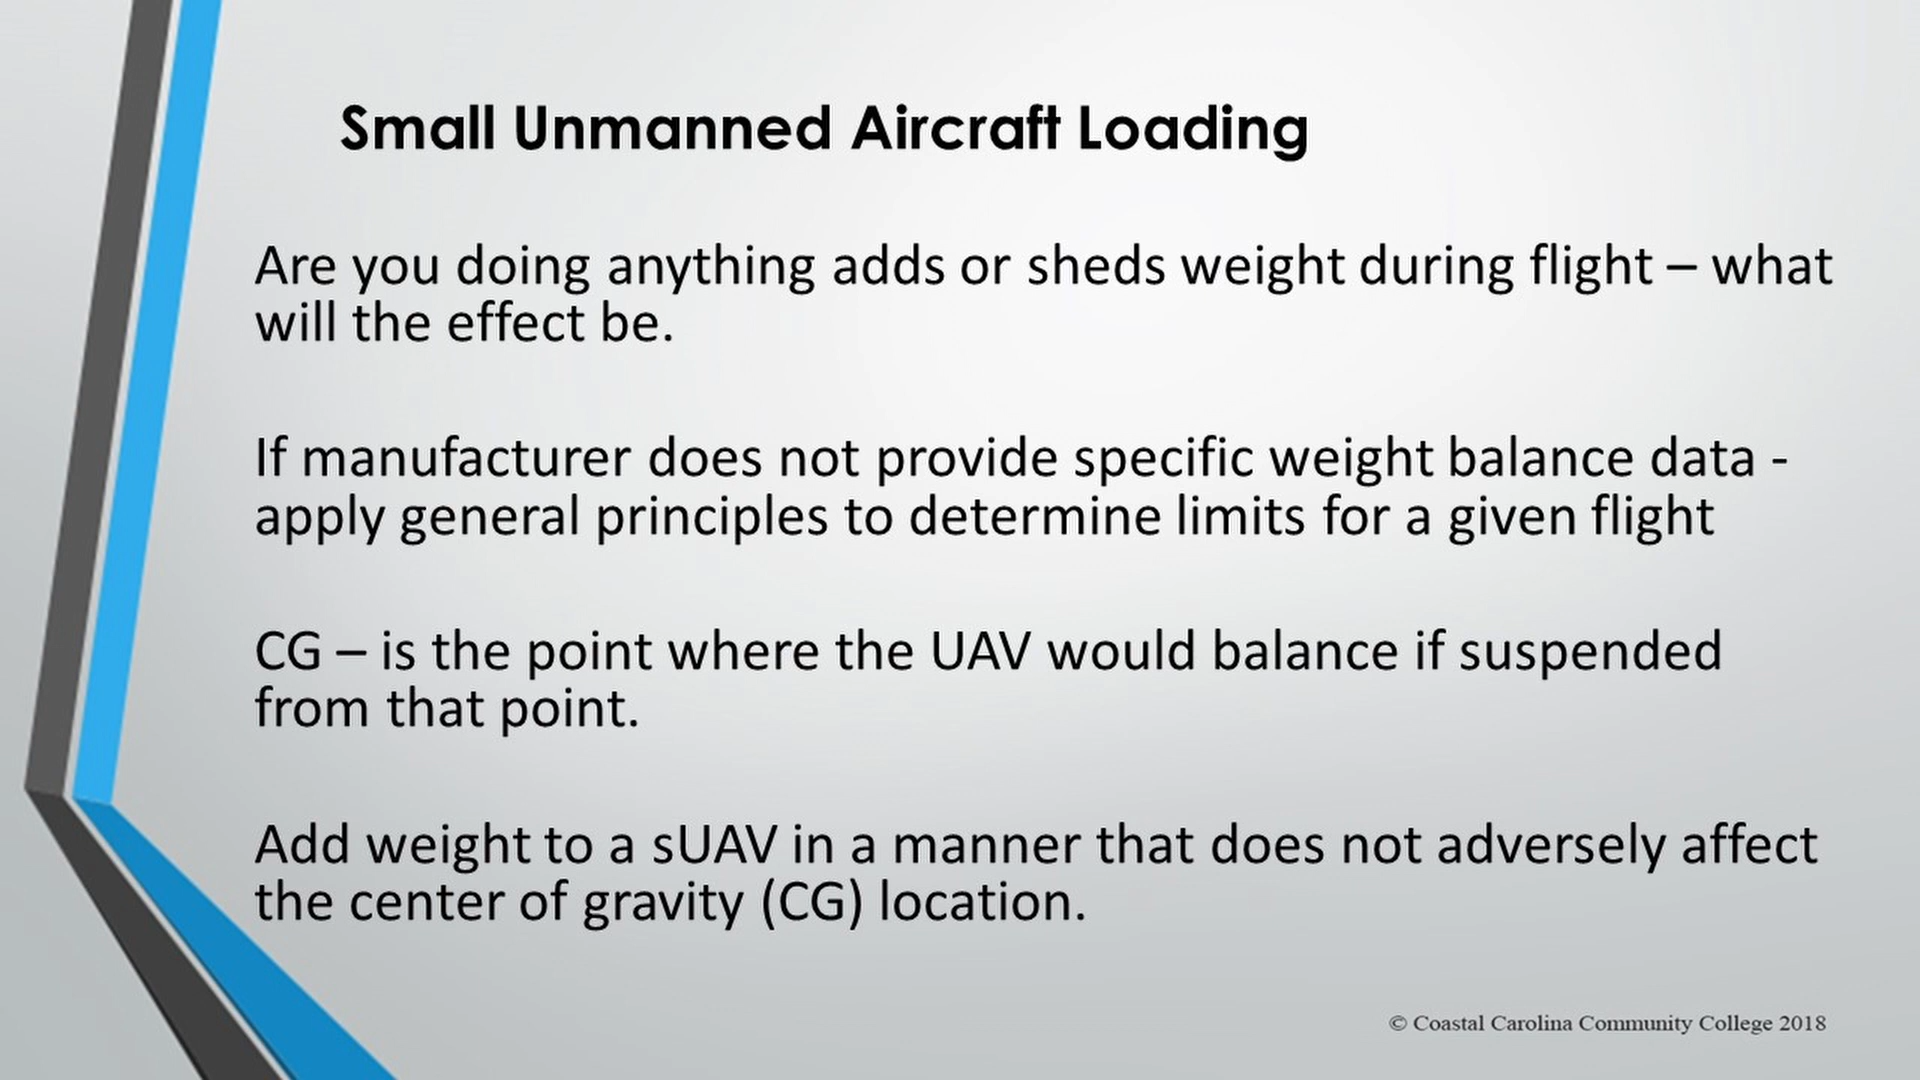 Small Unmanned Aircraft Loading
Are you doing anything adds or sheds weight during flight – what
will the effect be.
If manufacturer does not provide specific weight balance data -
apply general principles to determine limits for a given flight
CG – is the point where the UAV would balance if suspended
from that point.
Add weight to a sUAV in a manner that does not adversely affect
the center of gravity (CG) location.
© Coastal Carolina Community College 2018